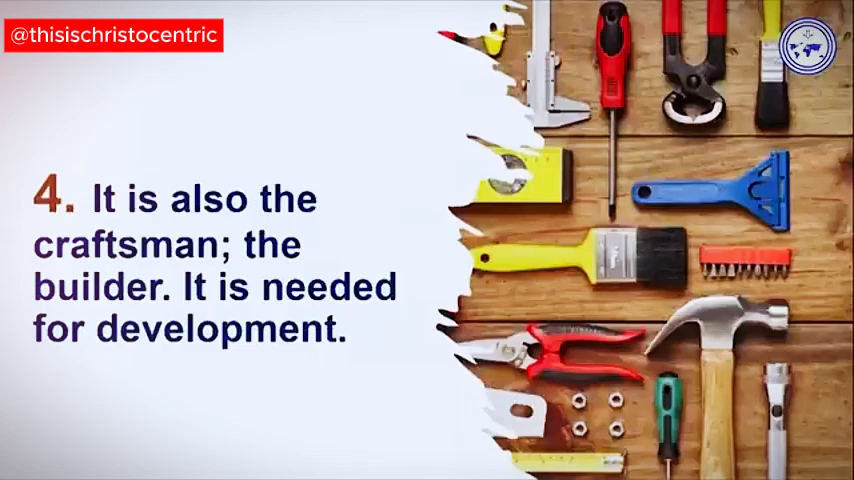 @thisischristocentric
4. It is also the
craftsman; the
builder. It is needed
for development.